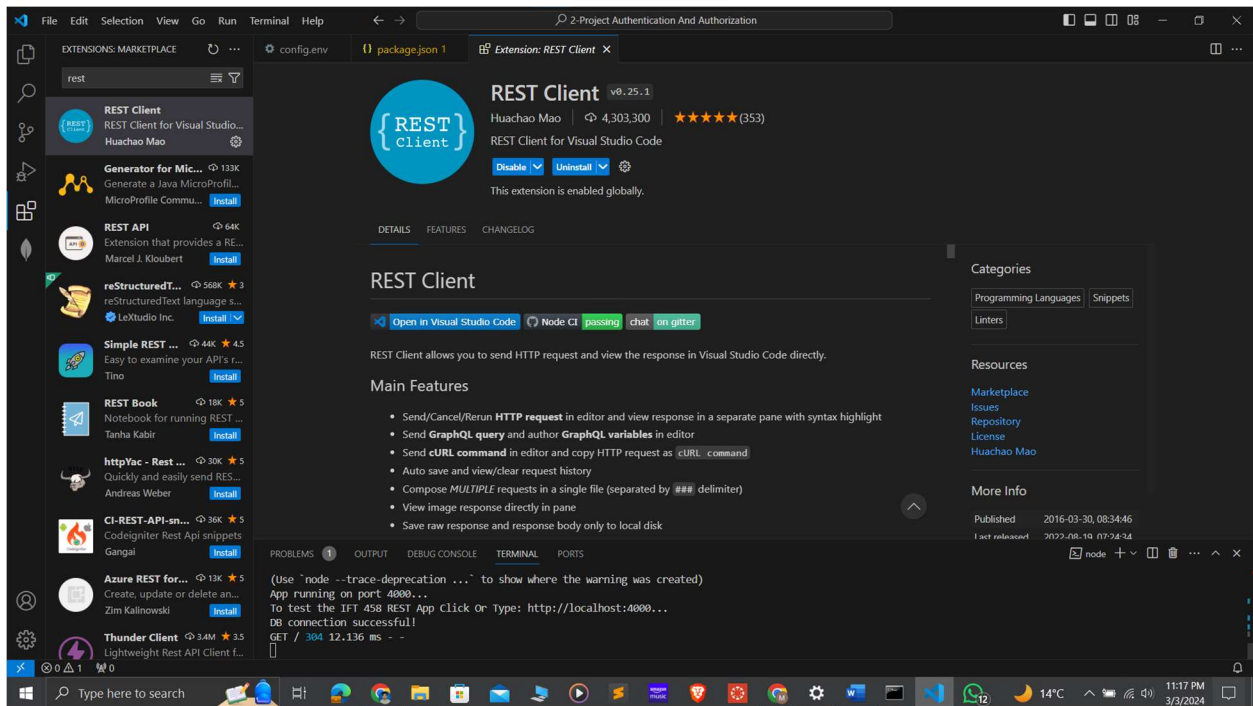 File Edit Selection View Go Run Terminal Help
2-Project Authentication And Authorization
EXTENSIONS: MARKETPLACE
rest
REST Client
REST Client for Visual Studio...
Huachao Mao
Generator for Mic... 133K
Generate a Java MicroProfil...
MicroProfile Commu... Install
REST API 64K
Extension that provides a RE...
Marcel J. Kloubert Install
reStructuredT... 568K ★ 3
reStructuredText language s...
LeXtudio Inc. Install
Simple REST ... 44K ★ 4.5
Easy to examine your API's r...
Tino Install
REST Book 18K ★ 5
Notebook for running REST ...
Tanha Kabir Install
httpYac - Rest ... 30K ★ 5
Quickly and easily send RES...
Andreas Weber Install
CI-REST-API-sn... 36K ★ 5
Codeigniter Rest Api snippets
Gangai Install
Azure REST for... 13K ★ 5
Create, update or delete an...
Zim Kalinowski Install
Thunder Client 3.4M ★ 3.5
Lightweight Rest API Client f...
config.env
{} package.json 1
Extension: REST Client
{REST}
Client
REST Client v0.25.1
Huachao Mao 4,303,300 ★★★★★(353)
REST Client for Visual Studio Code
Disable Uninstall
This extension is enabled globally.
DETAILS FEATURES CHANGELOG
REST Client
Open in Visual Studio Code Node CI passing chat on gitter
REST Client allows you to send HTTP request and view the response in Visual Studio Code directly.
Main Features
• Send/Cancel/Rerun HTTP request in editor and view response in a separate pane with syntax highlight
• Send GraphQL query and author GraphQL variables in editor
• Send cURL command in editor and copy HTTP request as cURL command
• Auto save and view/clear request history
• Compose MULTIPLE requests in a single file (separated by ### delimiter)
• View image response directly in pane
• Save raw response and response body only to local disk
Categories
Programming Languages Snippets
Linters
Resources
Marketplace
Issues
Repository
License
Huachao Mao
More Info
Published 2016-03-30, 08:34:46
Last released 2022-08-19, 07:24:34
PROBLEMS 1 OUTPUT DEBUG CONSOLE TERMINAL PORTS
node
(Use `node --trace-deprecation ...` to show where the warning was created)
App running on port 4000...
To test the IFT 458 REST App Click Or Type: http://localhost:4000...
DB connection successful!
GET / 304 12.136 ms - -
0 1 0
Type here to search
12
14°C
11:17 PM
3/3/2024